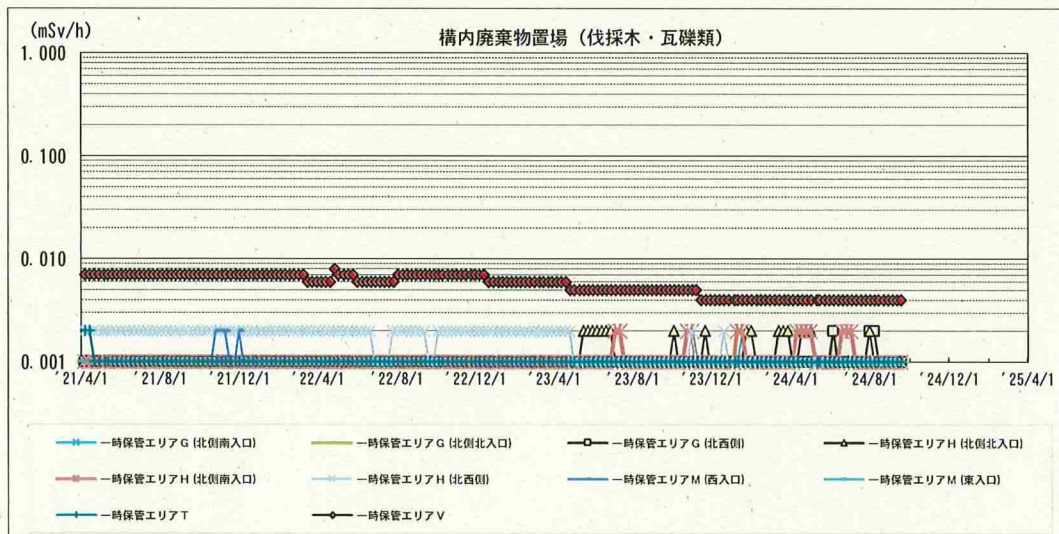 (mSv/h)
構内廃棄物置場（伐採木・瓦礫類）
1.000
0.100
0.010
0.001
'21/4/1 '21/8/1 '21/12/1 '22/4/1 '22/8/1 '22/12/1 '23/4/1 '23/8/1 '23/12/1 '24/4/1 '24/8/1 '24/12/1 '25/4/1
一時保管エリアG(北側南入口) 一時保管エリアG(北側北入口) 一時保管エリアG(北西側) 一時保管エリアH(北側北入口)
一時保管エリアH(北側南入口) 一時保管エリアH(北西側) 一時保管エリアM(西入口) 一時保管エリアM(東入口)
一時保管エリアT 一時保管エリアV